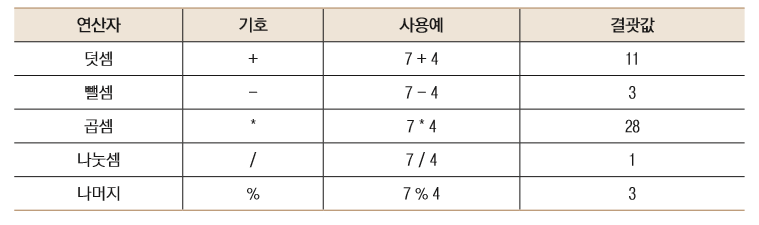 연산자 기호 사용예 결괏값
덧셈 + 7 + 4 11
뺄셈 - 7 - 4 3
곱셈 * 7 * 4 28
나눗셈 / 7 / 4 1
나머지 % 7 % 4 3